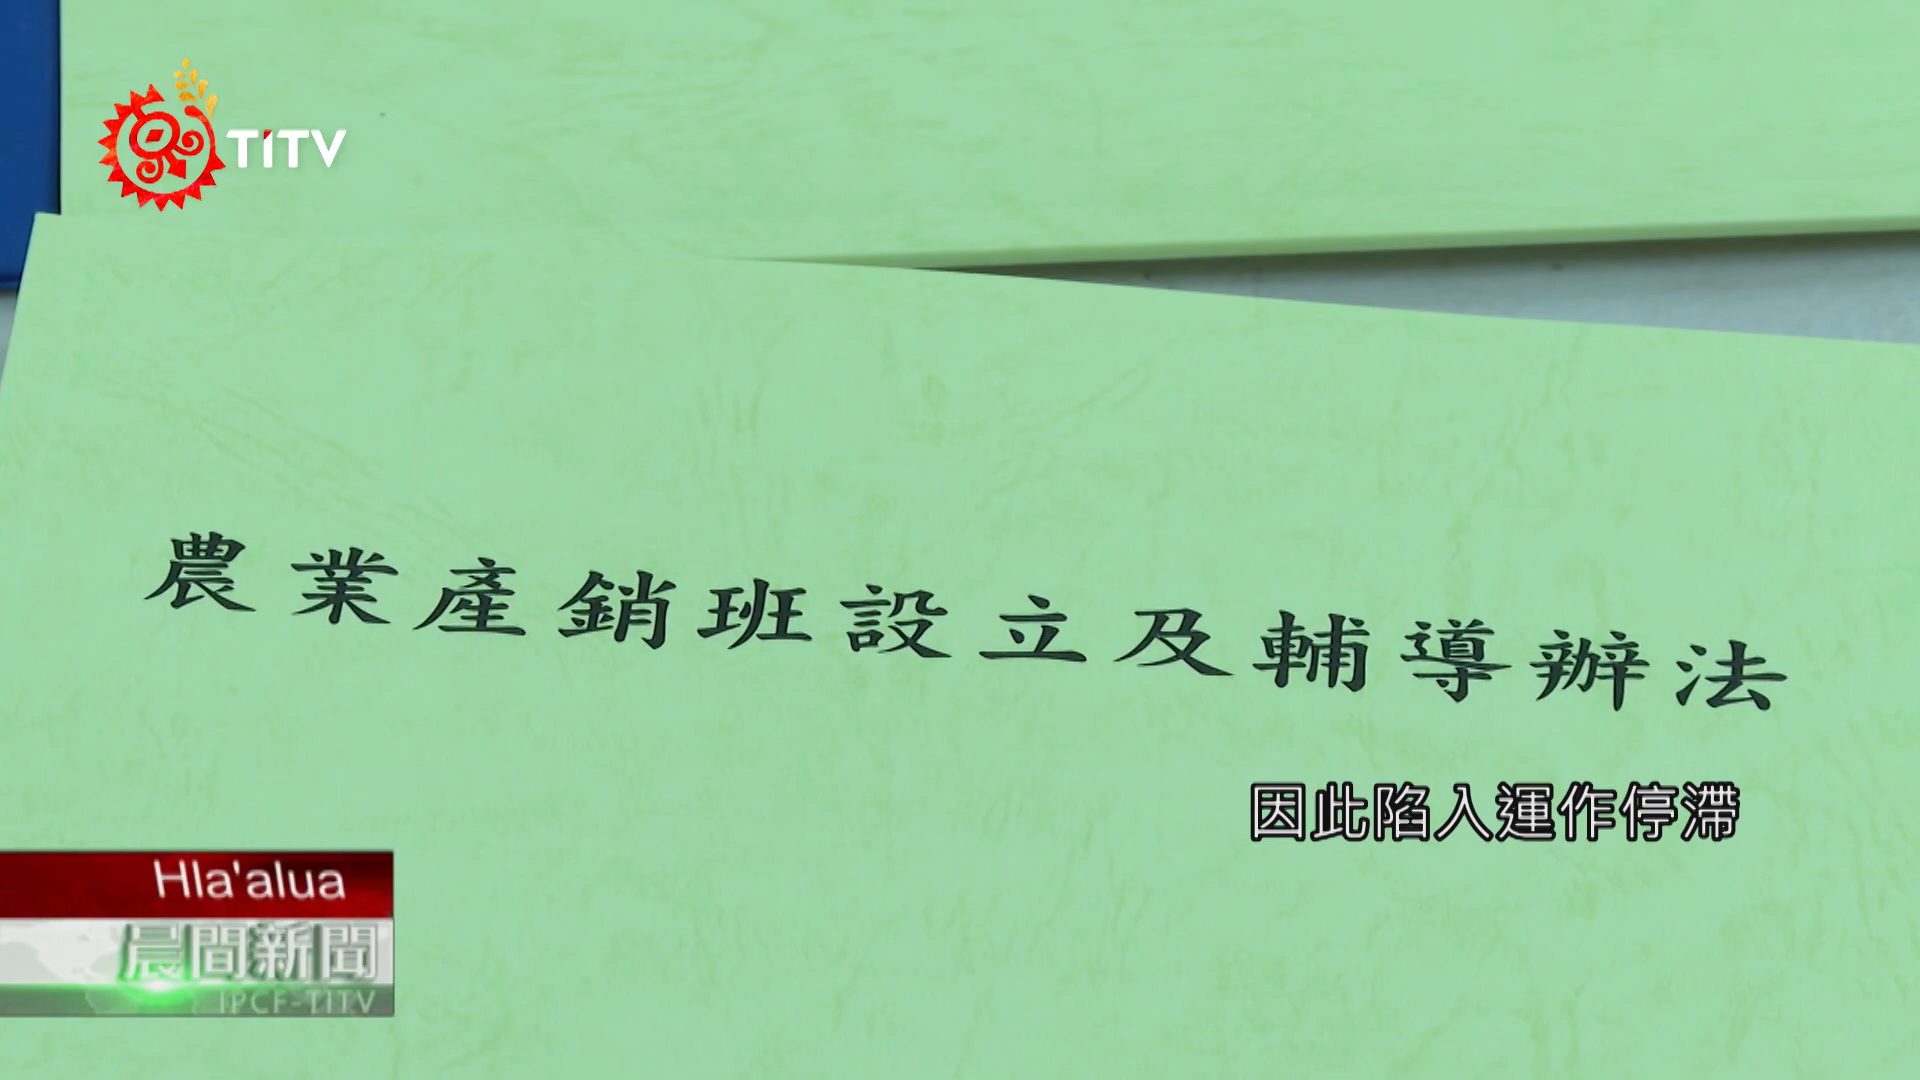 TITV
農業產銷班設立及輔導辦法
因此陷入運作停滯
Hla'alua
晨間新聞
IPCF-TITV